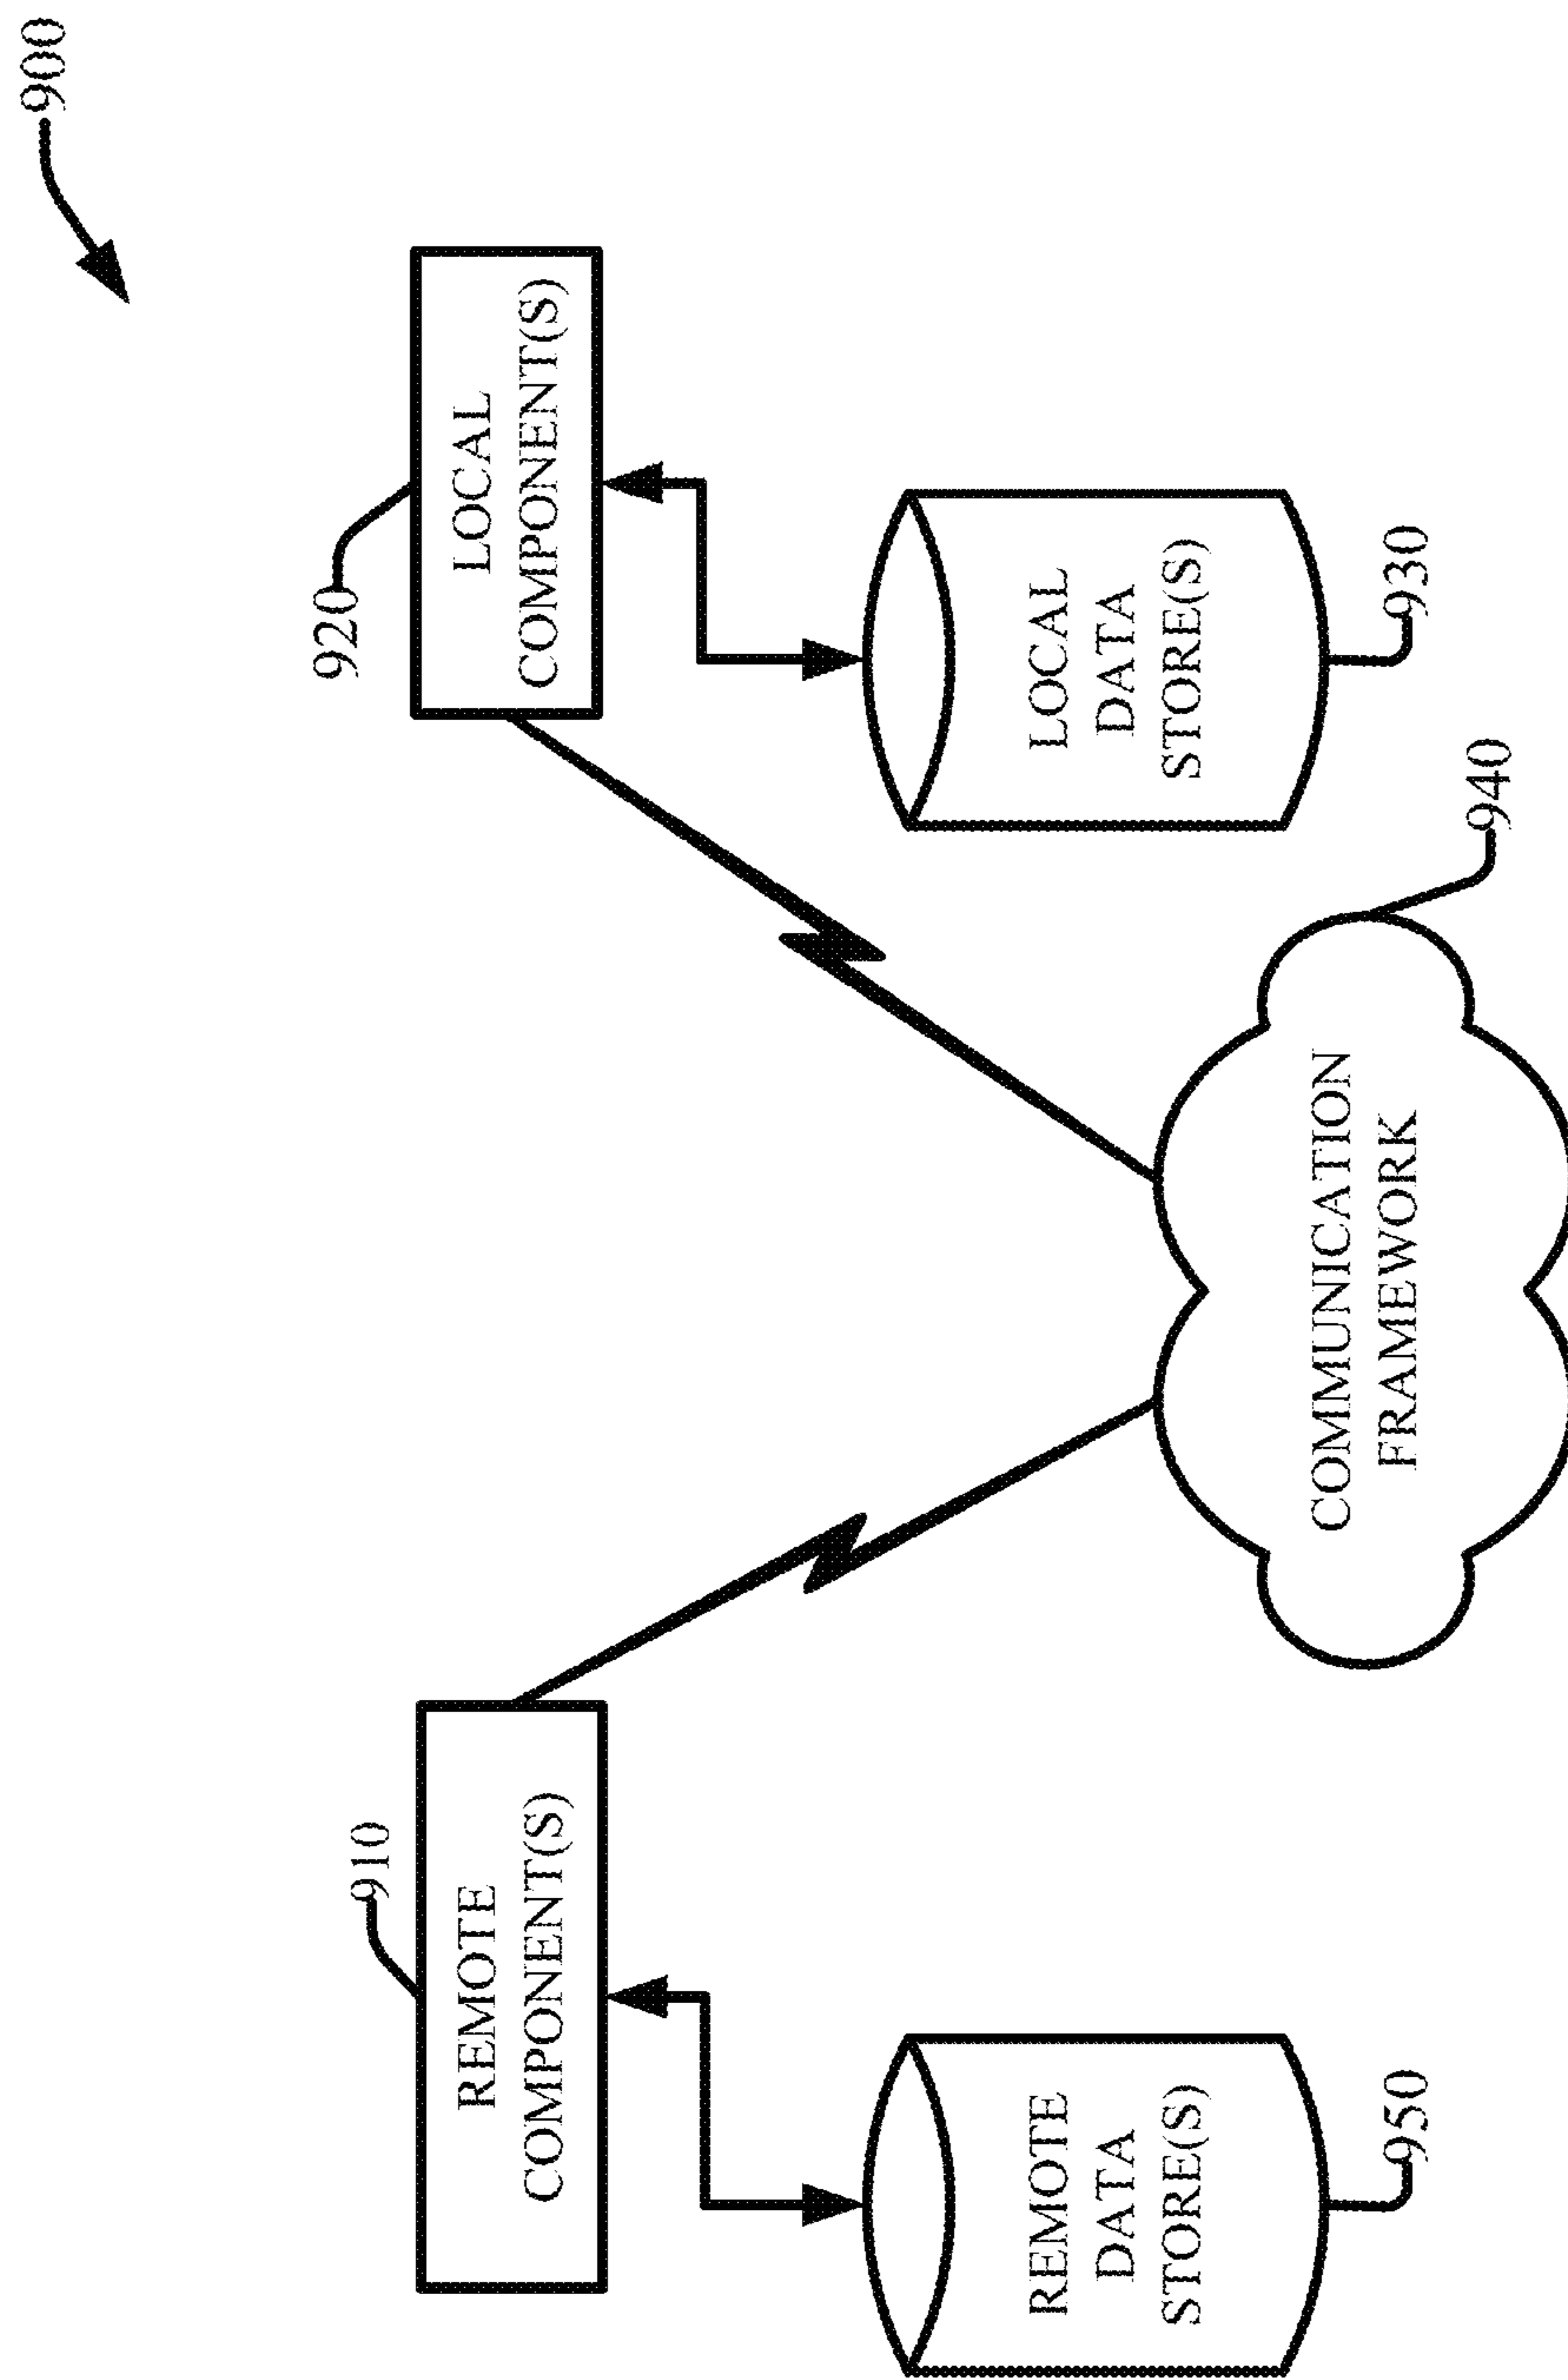 900
910
REMOTE
COMPONENT(S)
920
LOCAL
COMPONENT(S)
REMOTE
DATA
STORE(S)
950
COMMUNICATION
FRAMEWORK
940
LOCAL
DATA
STORE(S)
930